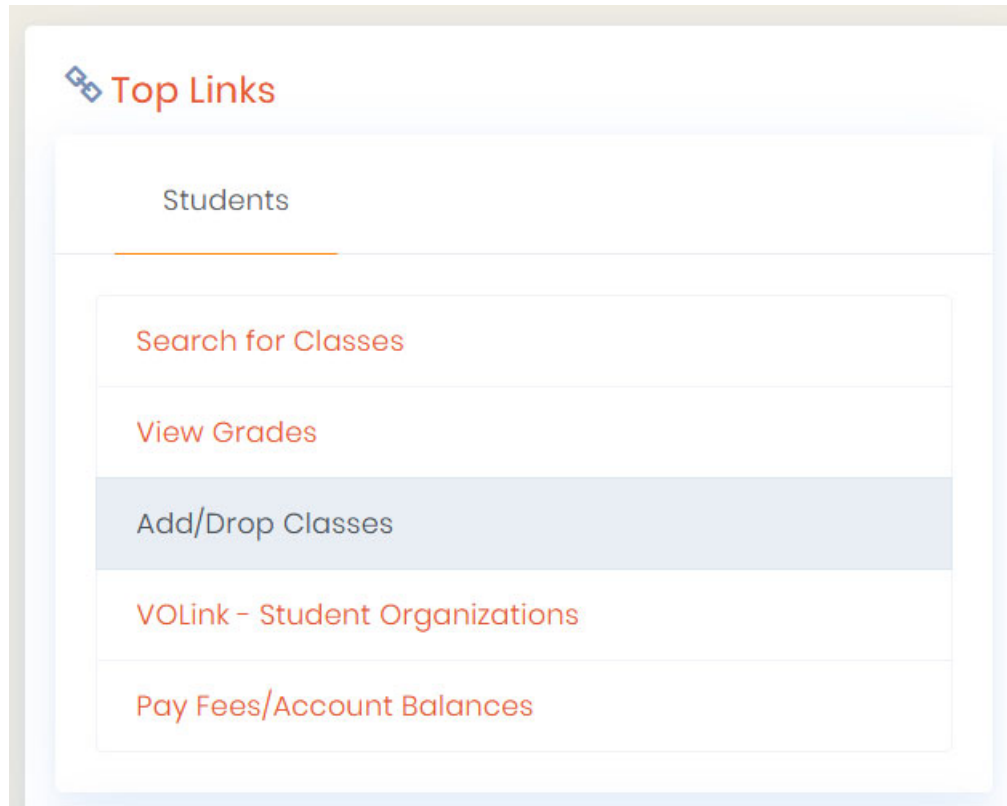 Top Links
Students
Search for Classes
View Grades
Add/Drop Classes
VOLink - Student Organizations
Pay Fees/Account Balances